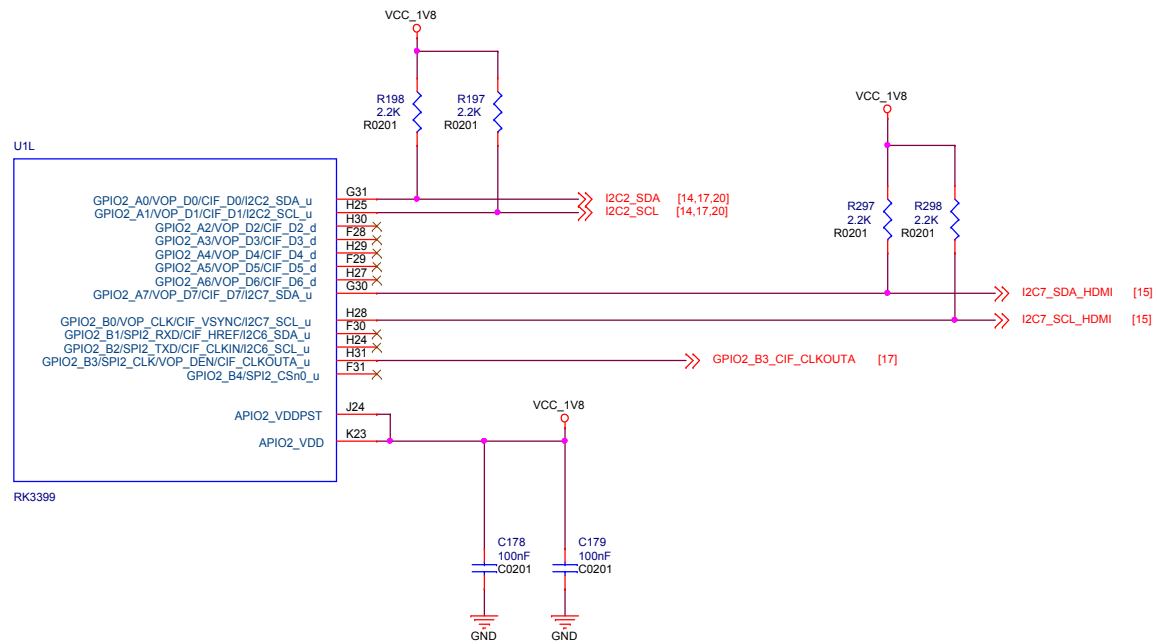 VCC_1V8
R198
2.2K
R0201
R197
2.2K
R0201
VCC_1V8
R297
2.2K
R0201
R298
2.2K
R0201
U1L
GPIO2_A0/VOP_D0/CIF_D0/I2C2_SDA_u G31 I2C2_SDA [14,17,20]
GPIO2_A1/VOP_D1/CIF_D1/I2C2_SCL_u H25 I2C2_SCL [14,17,20]
GPIO2_A2/VOP_D2/CIF_D2_d H30
GPIO2_A3/VOP_D3/CIF_D3_d F28
GPIO2_A4/VOP_D4/CIF_D4_d H29
GPIO2_A5/VOP_D5/CIF_D5_d F29
GPIO2_A6/VOP_D6/CIF_D6_d H27
GPIO2_A7/VOP_D7/CIF_D7/I2C7_SDA_u G30 I2C7_SDA_HDMI [15]
GPIO2_B0/VOP_CLK/CIF_VSYNC/I2C7_SCL_u H28 I2C7_SCL_HDMI [15]
GPIO2_B1/SPI2_RXD/CIF_HREF/I2C6_SDA_u F30
GPIO2_B2/SPI2_TXD/CIF_CLKIN/I2C6_SCL_u H24
GPIO2_B3/SPI2_CLK/VOP_DEN/CIF_CLKOUTA_u H31 GPIO2_B3_CIF_CLKOUTA [17]
GPIO2_B4/SPI2_CSn0_u F31
APIO2_VDDPST J24
APIO2_VDD K23
VCC_1V8
RK3399
C178
100nF
C0201
C179
100nF
C0201
GND
GND